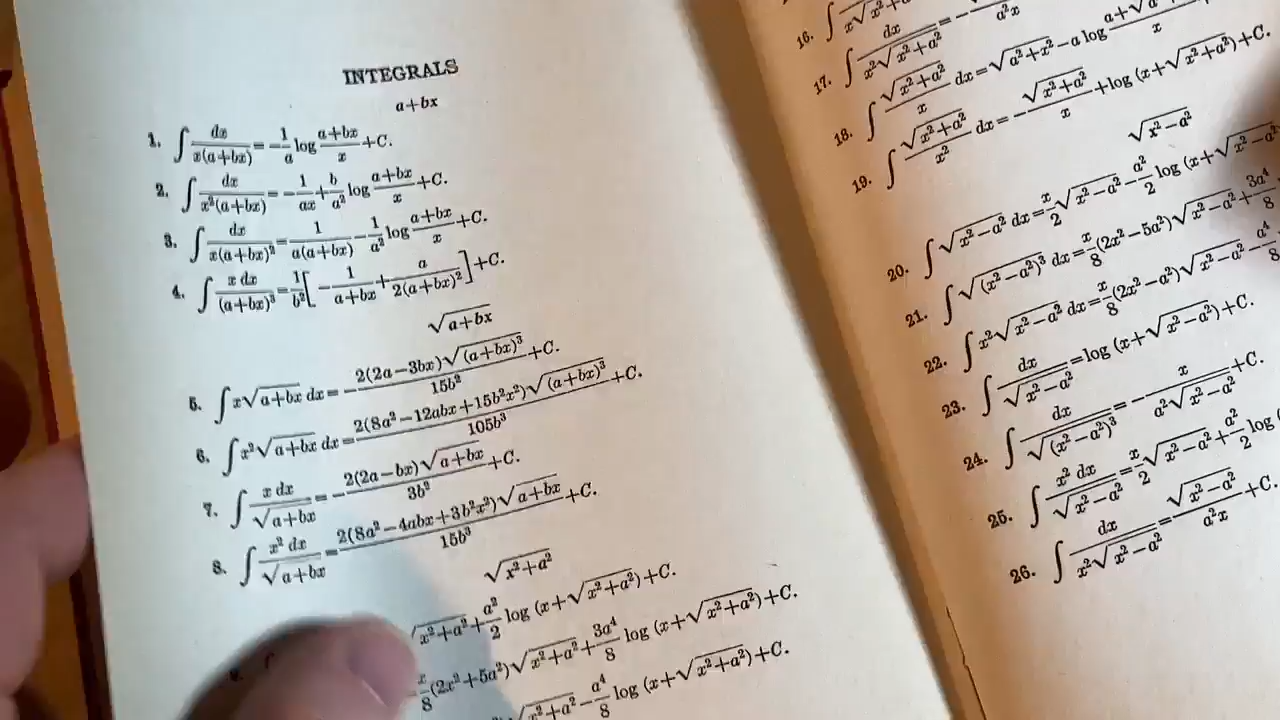 INTEGRALS
a+bx
1. ∫ dx/(x(a+bx)) = -1/a log (a+bx)/x + C.
2. ∫ dx/(x²(a+bx)) = -1/(ax) + b/a² log (a+bx)/x + C.
3. ∫ dx/(x(a+bx)²) = 1/(a(a+bx)) - 1/a² log (a+bx)/x + C.
4. ∫ x dx/(a+bx)³ = 1/b² [ -1/(a+bx) + a/(2(a+bx)²) ] + C.
√(a+bx)
5. ∫ x√(a+bx) dx = -2(2a-3bx)√((a+bx)³)/(15b²) + C.
6. ∫ x²√(a+bx) dx = 2(8a²-12abx+15b²x²)√((a+bx)³)/(105b³) + C.
7. ∫ x dx/√(a+bx) = -2(2a-bx)√(a+bx)/(3b²) + C.
8. ∫ x² dx/√(a+bx) = 2(8a²-4abx+3b²x²)√(a+bx)/(15b³) + C.
√(x²+a²)
√(x²+a²) + a²/2 log (x+√(x²+a²)) + C.
x/8 (2x²+5a²)√(x²+a²) + 3a⁴/8 log (x+√(x²+a²)) + C.
√(x²+a²) - a⁴/8 log (x+√(x²+a²)) + C.
16. ∫
17. ∫ dx/(x²√(x²+a²)) = - /(a²x)
18. ∫ √(x²+a²)/x dx = √(a²+x²) - a log (a+√ )/x
19. ∫ √(x²+a²)/x² dx = -√(x²+a²)/x + log (x+√(x²+a²)) + C.
√(x²-a²)
20. ∫ √(x²-a²) dx = x/2 √(x²-a²) - a²/2 log (x+√(x²-a²
21. ∫ √((x²-a²)³) dx = x/8 (2x²-5a²)√(x²-a²) + 3a⁴/8
22. ∫ x²√(x²-a²) dx = x/8 (2x²-a²)√(x²-a²) - a⁴/8
23. ∫ dx/√(x²-a²) = log (x+√(x²-a²)) + C.
24. ∫ dx/√((x²-a²)³) = -x/(a²√(x²-a²)) + C.
25. ∫ x² dx/√(x²-a²) = x/2 √(x²-a²) + a²/2 log (
26. ∫ dx/(x²√(x²-a²)) = √(x²-a²)/(a²x) + C.